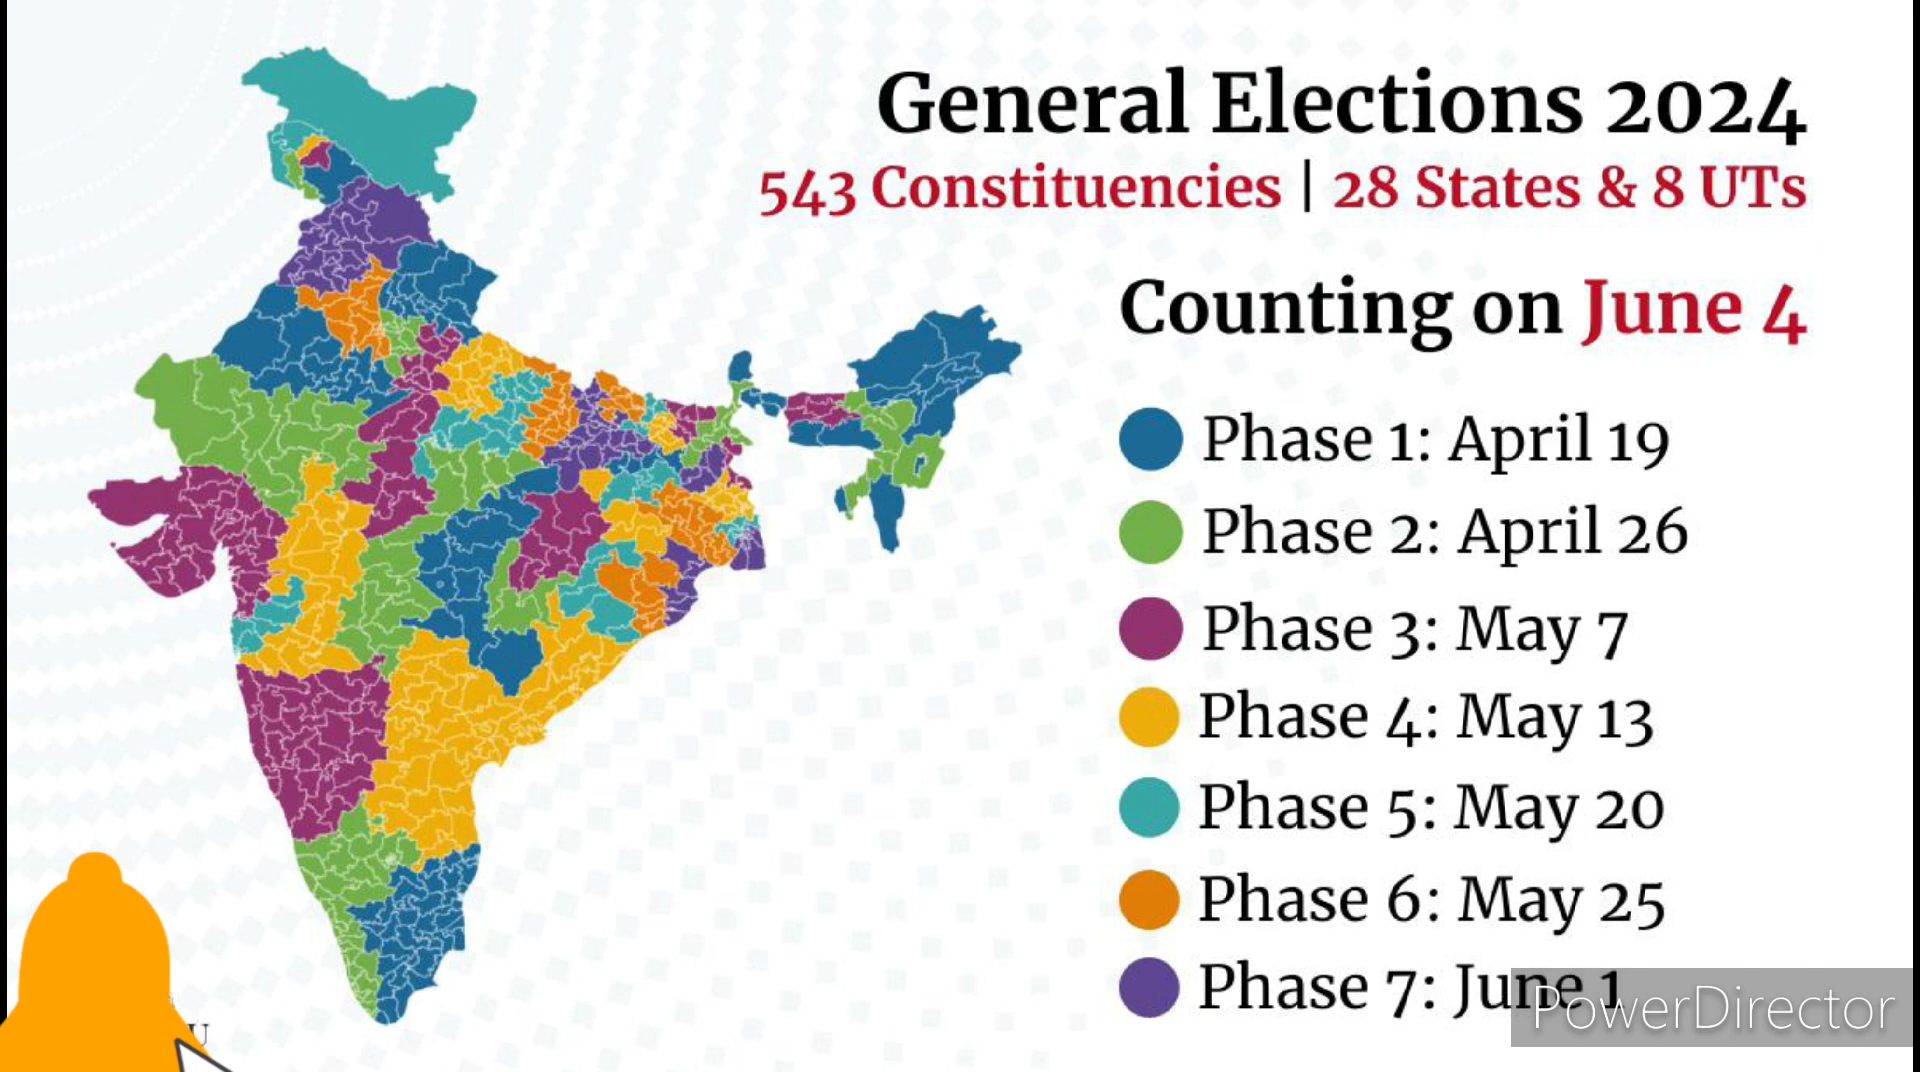 General Elections 2024
543 Constituencies | 28 States & 8 UTs
Counting on June 4
Phase 1: April 19
Phase 2: April 26
Phase 3: May 7
Phase 4: May 13
Phase 5: May 20
Phase 6: May 25
Phase 7: June 1
PowerDirector